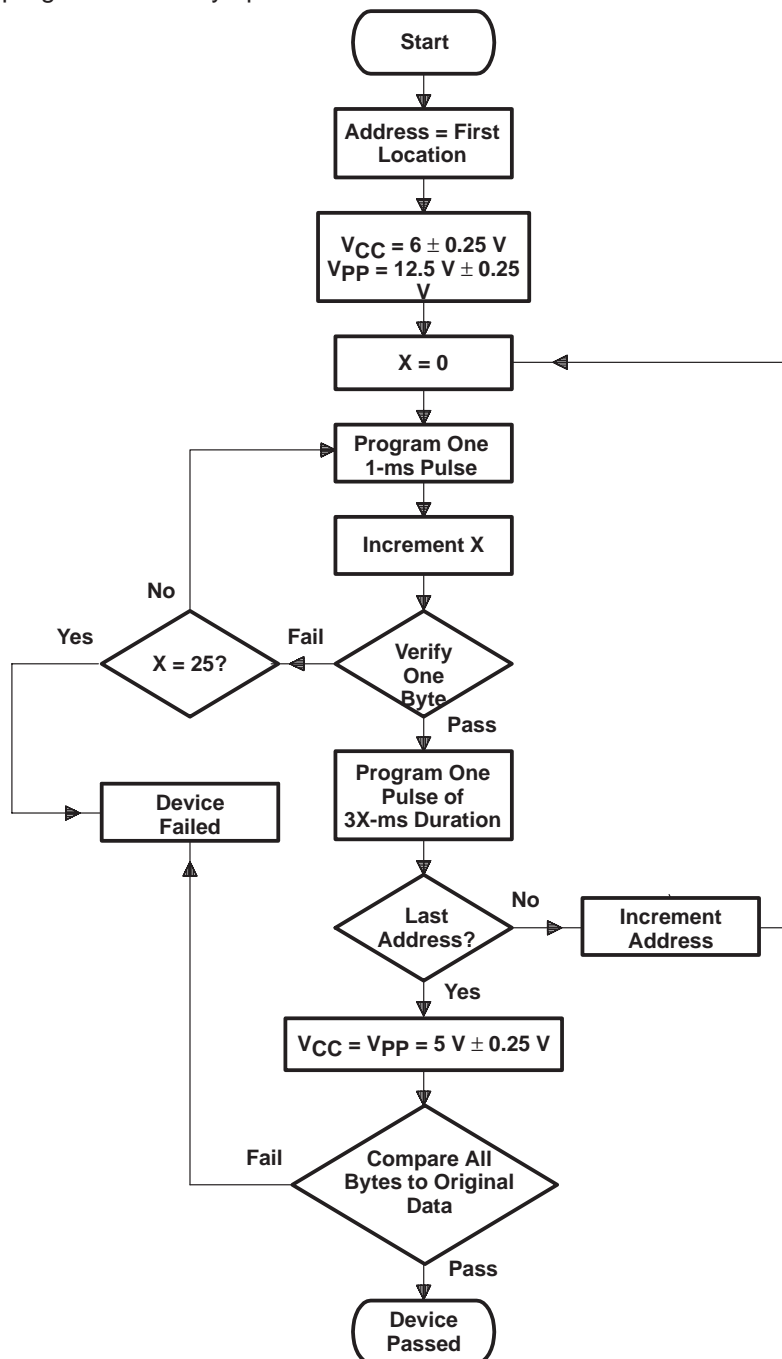 Start
Address = First
Location
VCC = 6 ± 0.25 V
VPP = 12.5 V ± 0.25
V
X = 0
Program One
1-ms Pulse
Increment X
No
Yes
X = 25?
Fail
Verify
One
Byte
Pass
Program One
Pulse of
3X-ms Duration
Device
Failed
Last
Address?
No
Increment
Address
Yes
VCC = VPP = 5 V ± 0.25 V
Fail
Compare All
Bytes to Original
Data
Pass
Device
Passed